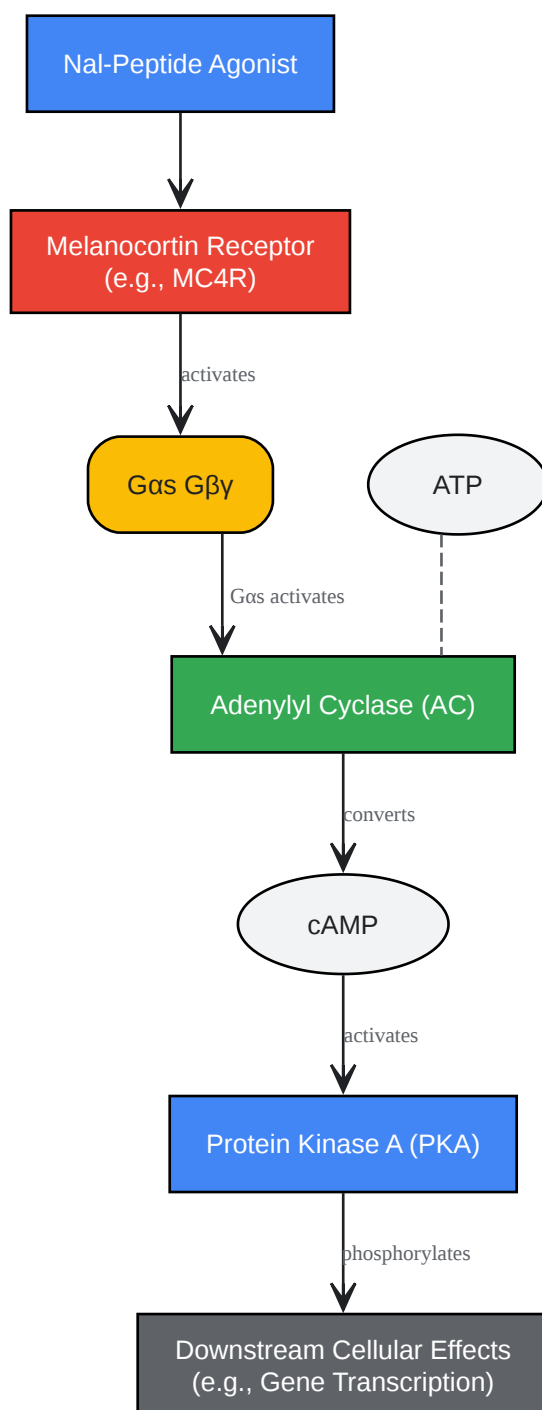 Nal-Peptide Agonist
Melanocortin Receptor
(e.g., MC4R)
activates
Gαs Gβγ
ATP
Gαs activates
Adenylyl Cyclase (AC)
converts
cAMP
activates
Protein Kinase A (PKA)
phosphorylates
Downstream Cellular Effects
(e.g., Gene Transcription)